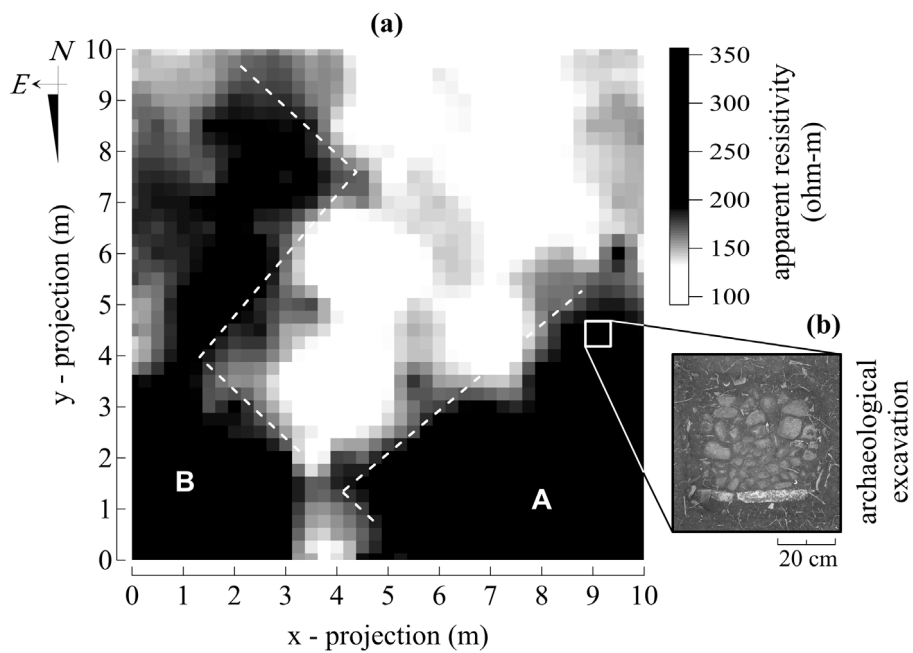 (a)
N
E
10
9
8
7
6
5
4
3
2
1
0
y - projection (m)
0 1 2 3 4 5 6 7 8 9 10
x - projection (m)
B
A
350
300
250
200
150
100
apparent resistivity
(ohm-m)
(b)
archaeological
excavation
20 cm